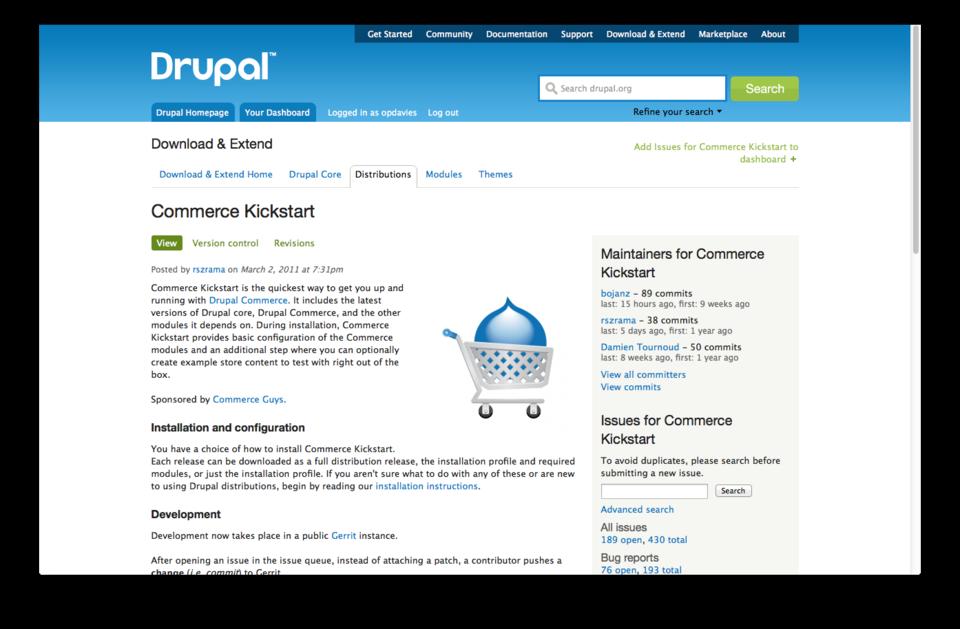 Get Started Community Documentation Support Download & Extend Marketplace About
Drupal™
Search drupal.org
Search
Refine your search
Drupal Homepage Your Dashboard Logged in as opdavies Log out
Download & Extend
Add Issues for Commerce Kickstart to
dashboard +
Download & Extend Home Drupal Core Distributions Modules Themes
Commerce Kickstart
View Version control Revisions
Posted by rszrama on March 2, 2011 at 7:31pm
Commerce Kickstart is the quickest way to get you up and
running with Drupal Commerce. It includes the latest
versions of Drupal core, Drupal Commerce, and the other
modules it depends on. During installation, Commerce
Kickstart provides basic configuration of the Commerce
modules and an additional step where you can optionally
create example store content to test with right out of the
box.
Sponsored by Commerce Guys.
Installation and configuration
You have a choice of how to install Commerce Kickstart.
Each release can be downloaded as a full distribution release, the installation profile and required
modules, or just the installation profile. If you aren't sure what to do with any of these or are new
to using Drupal distributions, begin by reading our installation instructions.
Development
Development now takes place in a public Gerrit instance.
After opening an issue in the issue queue, instead of attaching a patch, a contributor pushes a
change (i.e. commit) to Gerrit.
Maintainers for Commerce
Kickstart
bojanz – 89 commits
last: 15 hours ago, first: 9 weeks ago
rszrama – 38 commits
last: 5 days ago, first: 1 year ago
Damien Tournoud – 50 commits
last: 8 weeks ago, first: 1 year ago
View all committers
View commits
Issues for Commerce
Kickstart
To avoid duplicates, please search before
submitting a new issue.
Search
Advanced search
All issues
189 open, 430 total
Bug reports
76 open, 193 total